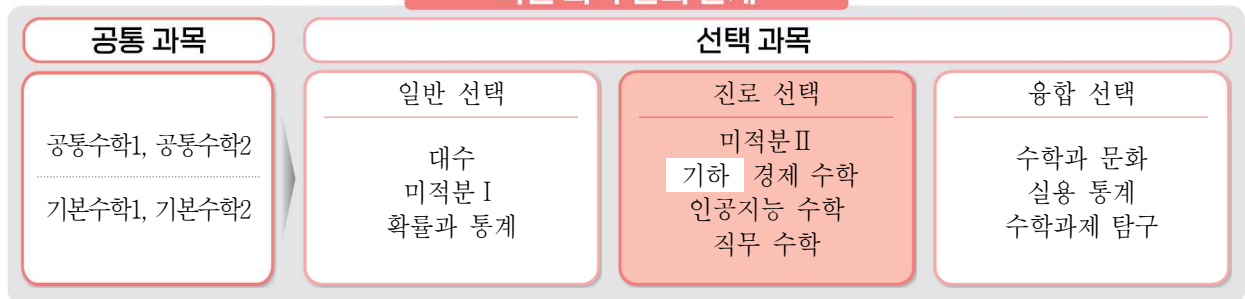 공통 과목
선택 과목
공통수학1, 공통수학2
기본수학1, 기본수학2
일반 선택
대수
미적분Ⅰ
확률과 통계
진로 선택
미적분Ⅱ
기하 경제 수학
인공지능 수학
직무 수학
융합 선택
수학과 문화
실용 통계
수학과제 탐구